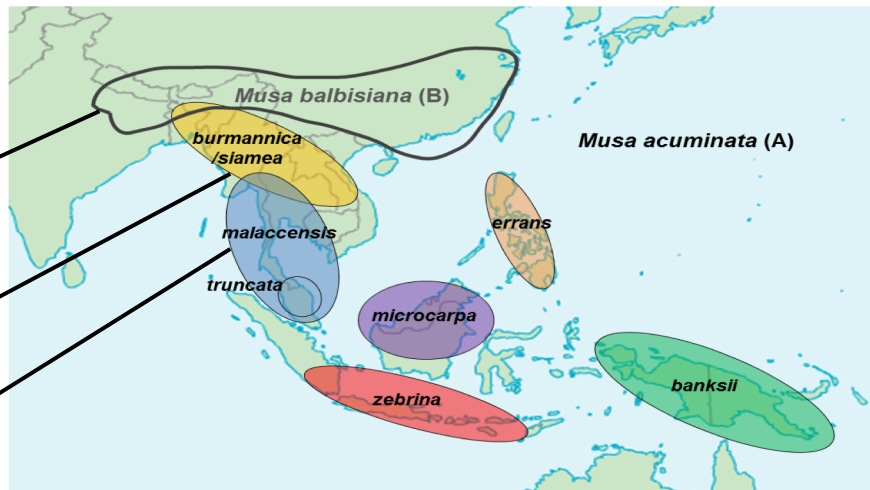 Musa balbisiana (B)
burmannica
/siamea
Musa acuminata (A)
malaccensis
errans
truncata
microcarpa
banksii
zebrina